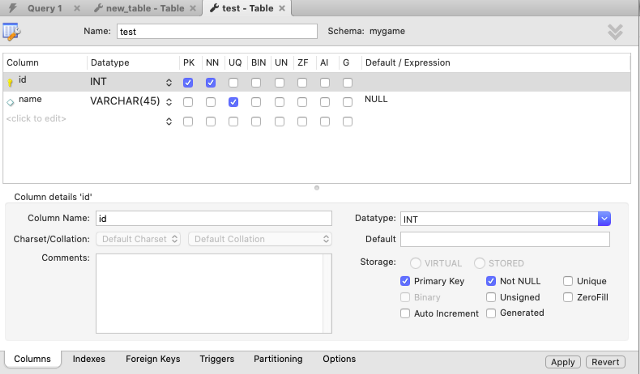 Query 1
new_table - Table
test - Table
Name: test Schema: mygame
Column Datatype PK NN UQ BIN UN ZF AI G Default / Expression
id INT
name VARCHAR(45) NULL
<click to edit>
Column details 'id'
Column Name: id Datatype: INT
Charset/Collation: Default Charset Default Collation Default
Comments: Storage: VIRTUAL STORED
Primary Key Not NULL Unique
Binary Unsigned ZeroFill
Auto Increment Generated
Columns Indexes Foreign Keys Triggers Partitioning Options Apply Revert